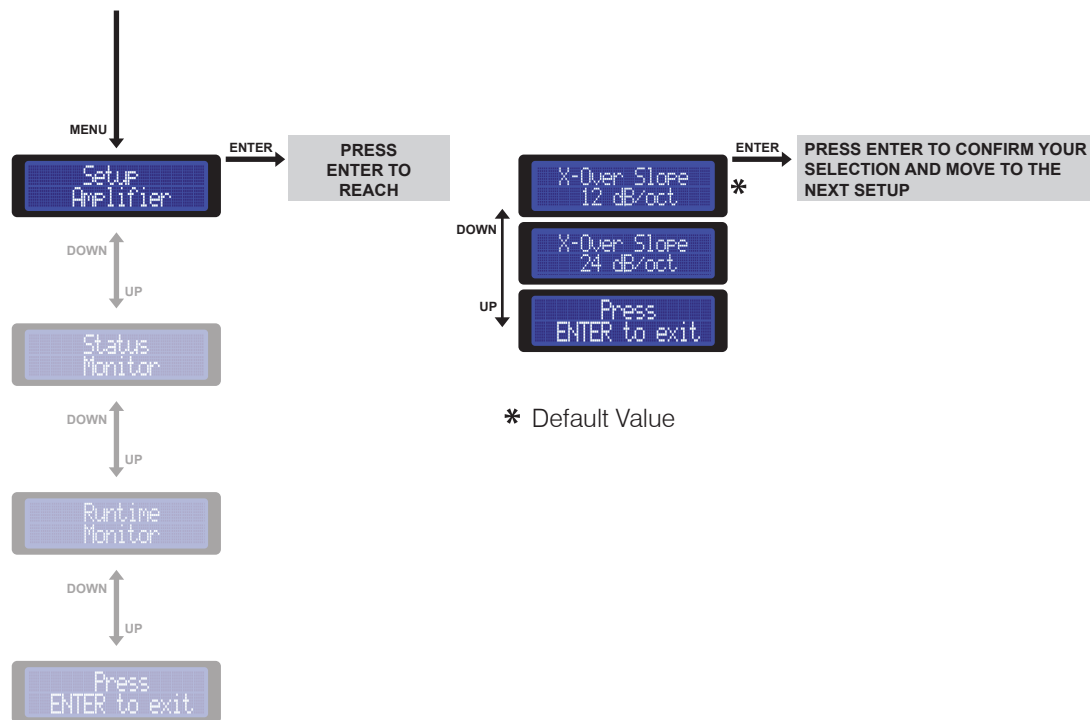 MENU
Setup
Amplifier
ENTER
PRESS
ENTER TO
REACH
DOWN
UP
Status
Monitor
DOWN
UP
Runtime
Monitor
DOWN
UP
Press
ENTER to exit
X-Over Slope
12 dB/oct
*
ENTER
PRESS ENTER TO CONFIRM YOUR
SELECTION AND MOVE TO THE
NEXT SETUP
DOWN
X-Over Slope
24 dB/oct
UP
Press
ENTER to exit
* Default Value